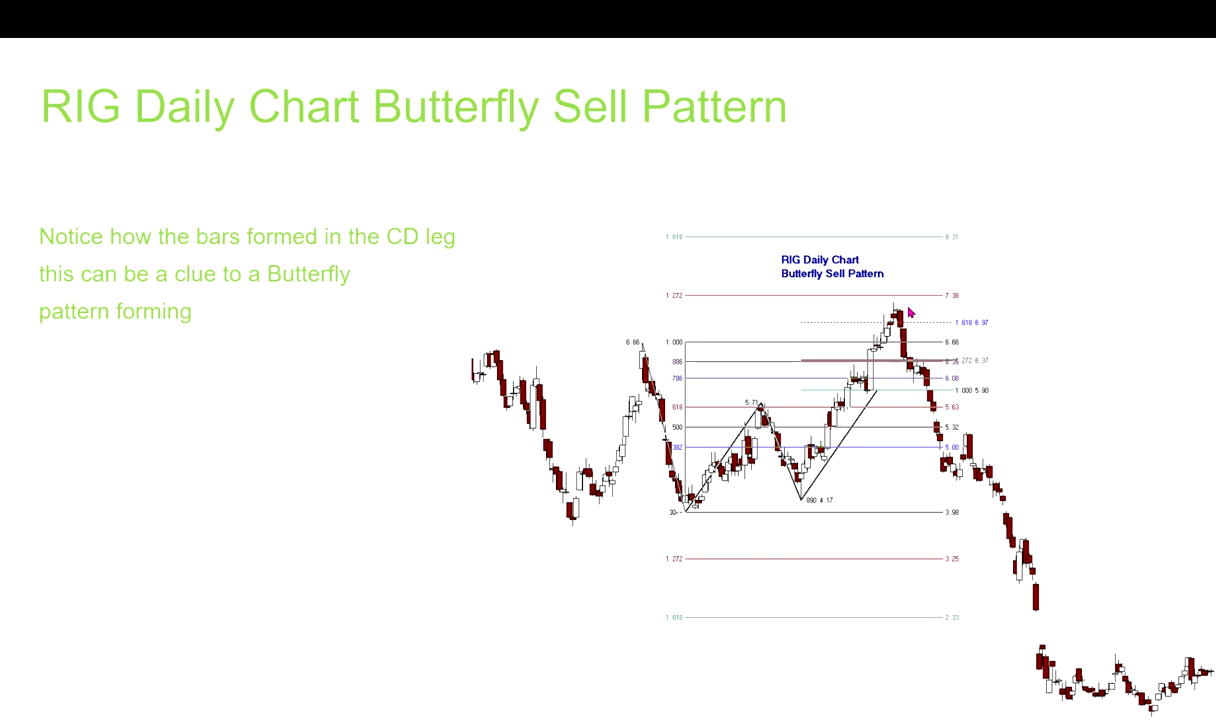 RIG Daily Chart Butterfly Sell Pattern
Notice how the bars formed in the CD leg
this can be a clue to a Butterfly
pattern forming
1 618 8 31
RIG Daily Chart
Butterfly Sell Pattern
1 272 7 38
1 618 6 97
6 66 1 000 6 66
886 272 6 37
786 6 08
1 000 5 90
5.71 618 5 63
500 5 32
382 5 00
890 4 17
3 98
1 272 3 25
1 618 2 33